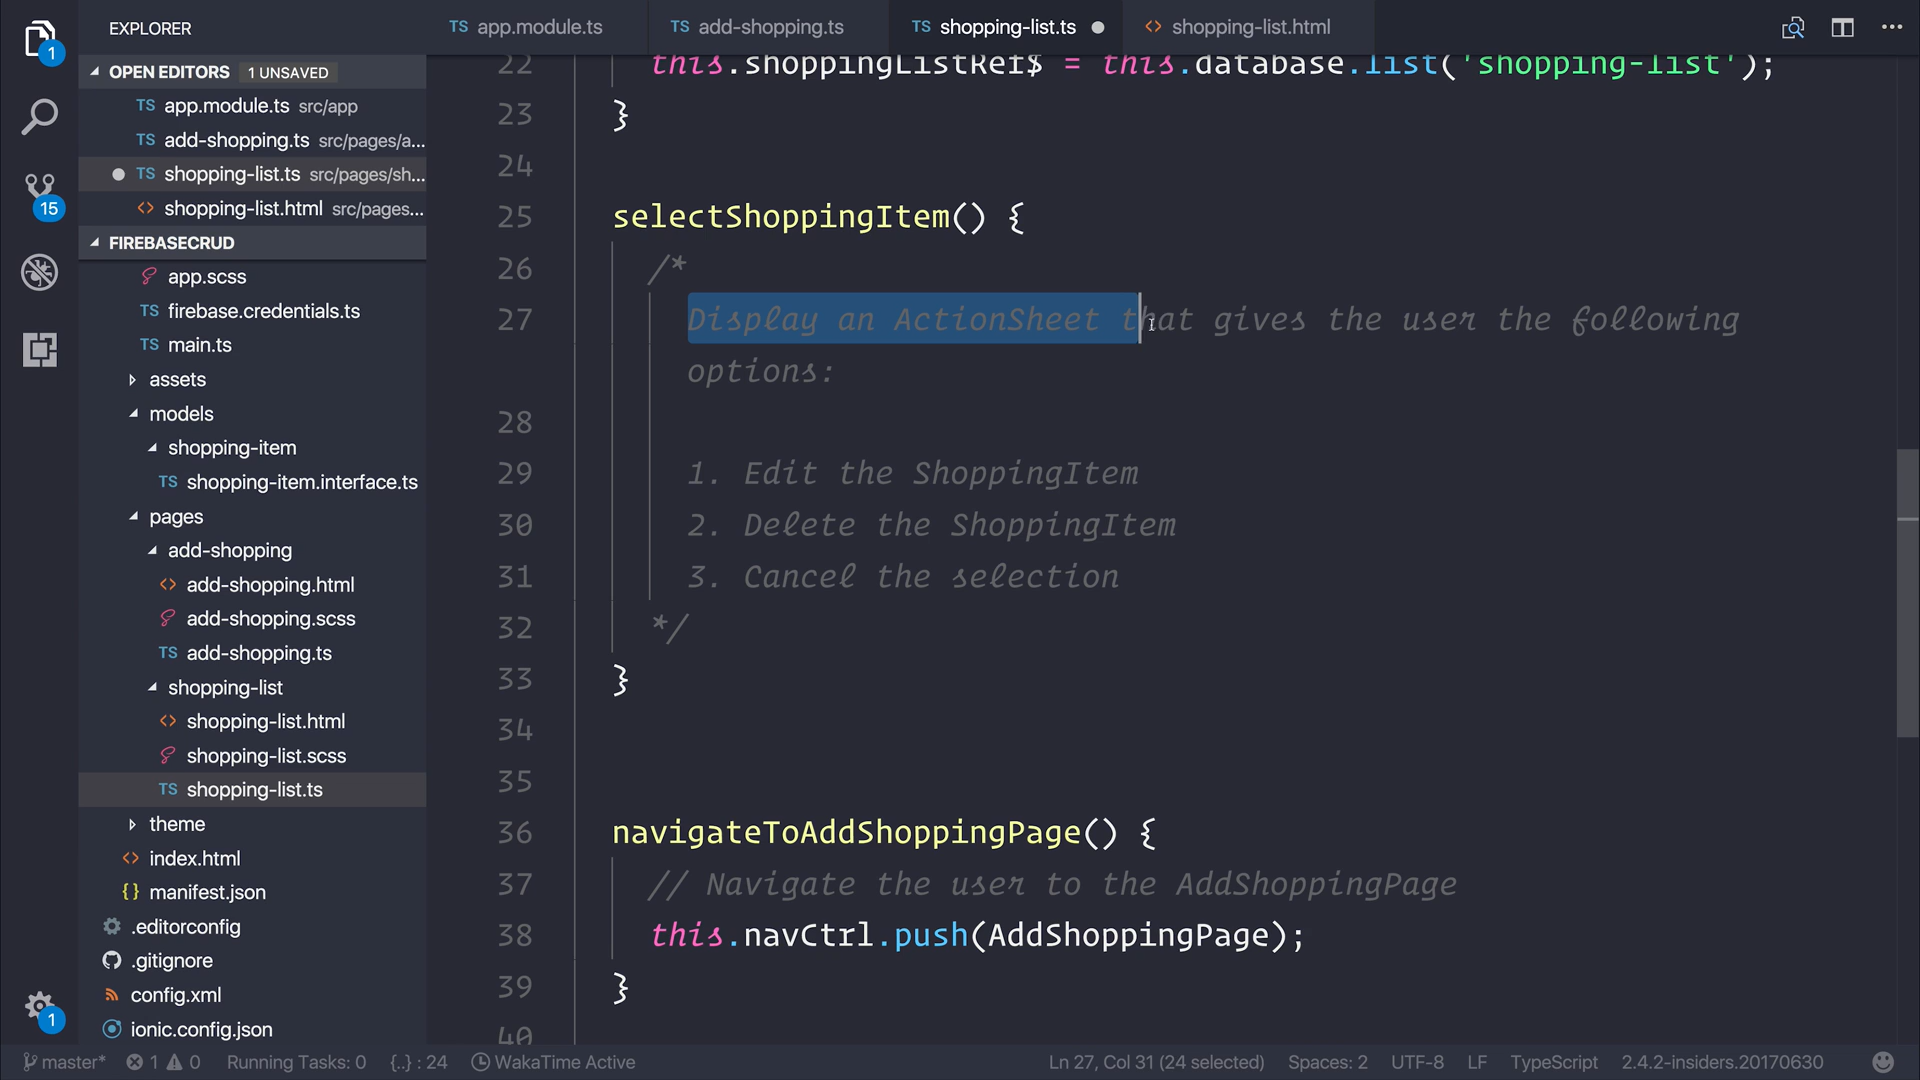 EXPLORER
TS app.module.ts
TS add-shopping.ts
TS shopping-list.ts
<> shopping-list.html
1
OPEN EDITORS 1 UNSAVED
TS app.module.ts src/app
TS add-shopping.ts src/pages/a...
TS shopping-list.ts src/pages/sh...
<> shopping-list.html src/pages...
15
FIREBASECRUD
app.scss
TS firebase.credentials.ts
TS main.ts
assets
models
shopping-item
TS shopping-item.interface.ts
pages
add-shopping
<> add-shopping.html
add-shopping.scss
TS add-shopping.ts
shopping-list
<> shopping-list.html
shopping-list.scss
TS shopping-list.ts
theme
<> index.html
{} manifest.json
.editorconfig
.gitignore
config.xml
ionic.config.json
1
22 this.shoppingListRef$ = this.database.list('shopping-list');
23 }
24
25 selectShoppingItem() {
26 /*
27 Display an ActionSheet that gives the user the following
options:
28
29 1. Edit the ShoppingItem
30 2. Delete the ShoppingItem
31 3. Cancel the selection
32 */
33 }
34
35
36 navigateToAddShoppingPage() {
37 // Navigate the user to the AddShoppingPage
38 this.navCtrl.push(AddShoppingPage);
39 }
40
master* 1 0 Running Tasks: 0 {..} : 24 WakaTime Active Ln 27, Col 31 (24 selected) Spaces: 2 UTF-8 LF TypeScript 2.4.2-insiders.20170630